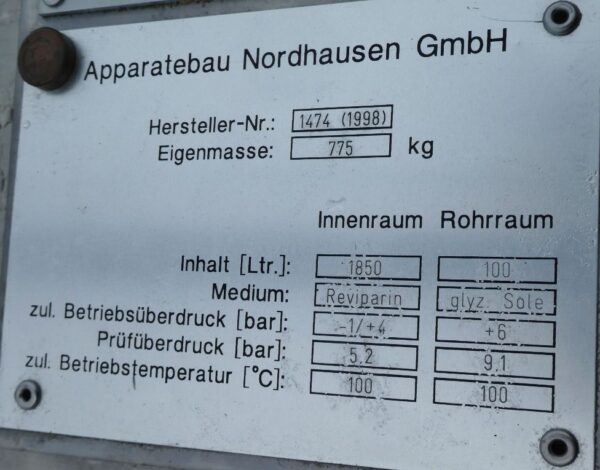 Apparatebau Nordhausen GmbH
Hersteller-Nr.: 1474 (1998)
Eigenmasse: 775 kg
Innenraum Rohrraum
Inhalt [Ltr.]: 1850 100
Medium: Reviparin glyz. Sole
zul. Betriebsüberdruck [bar]: -1/+4 +6
Prüfüberdruck [bar]: 5,2 9,1
zul. Betriebstemperatur [°C]: 100 100